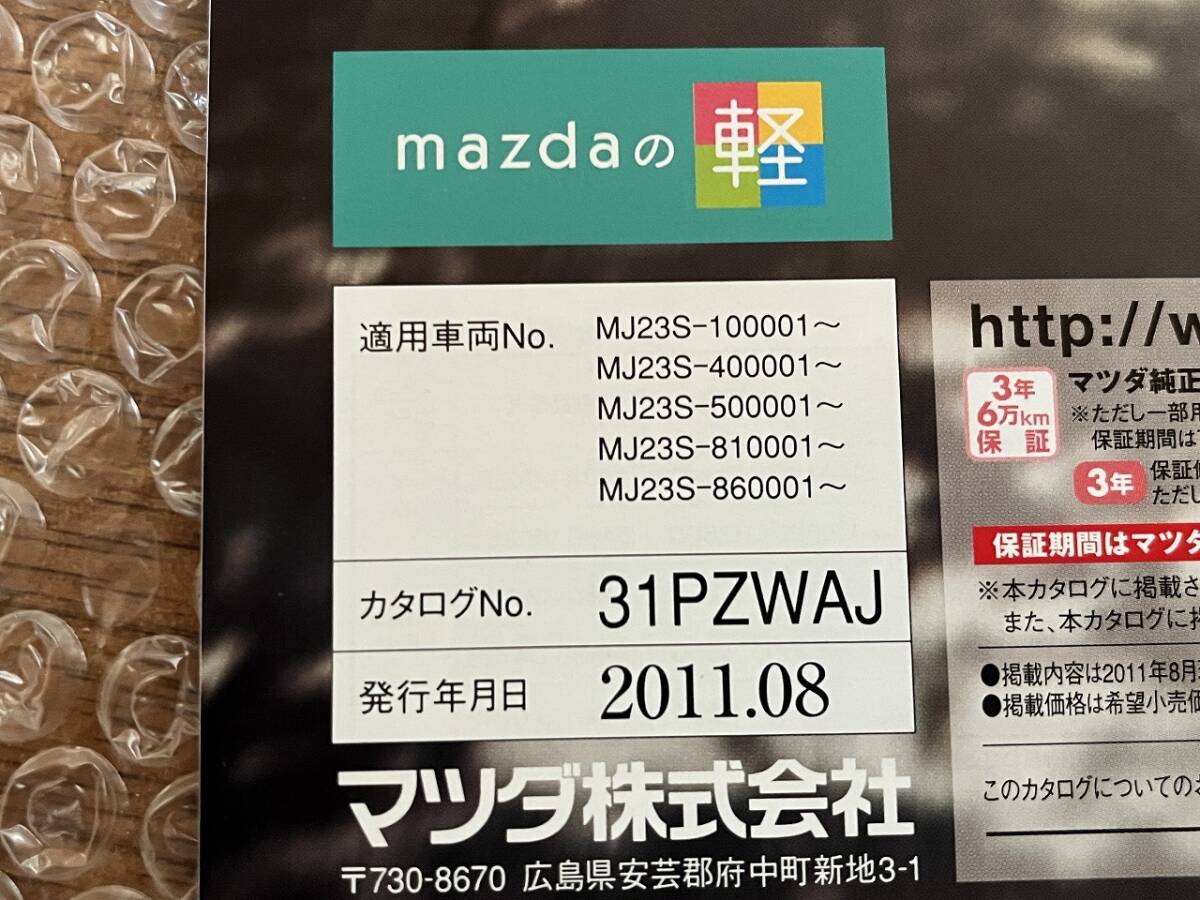 mazdaの軽
適用車両No.
MJ23S-100001〜
MJ23S-400001〜
MJ23S-500001〜
MJ23S-810001〜
MJ23S-860001〜
カタログNo. 31PZWAJ
発行年月日 2011.08
マツダ株式会社
〒730-8670 広島県安芸郡府中町新地3-1
http://w
3年
6万km
保証
マツダ純正
※ただし一部用
保証期間は
3年
保証
ただし
保証期間はマツダ
※本カタログに掲載さ
また、本カタログに
●掲載内容は2011年8月
●掲載価格は希望小売価
このカタログについてのお